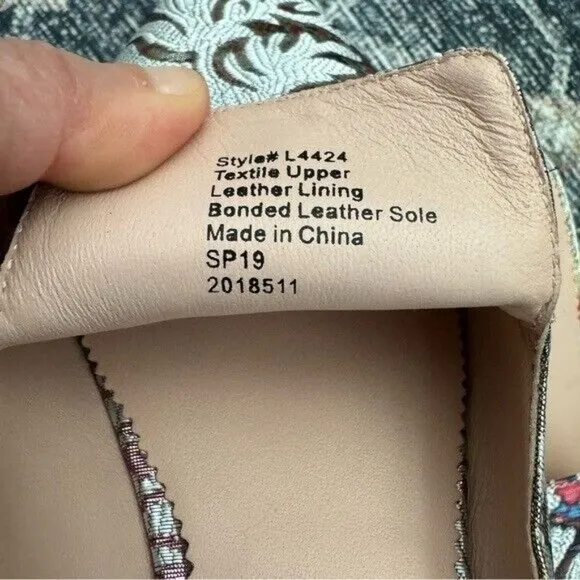 Style# L4424
Textile Upper
Leather Lining
Bonded Leather Sole
Made in China
SP19
2018511